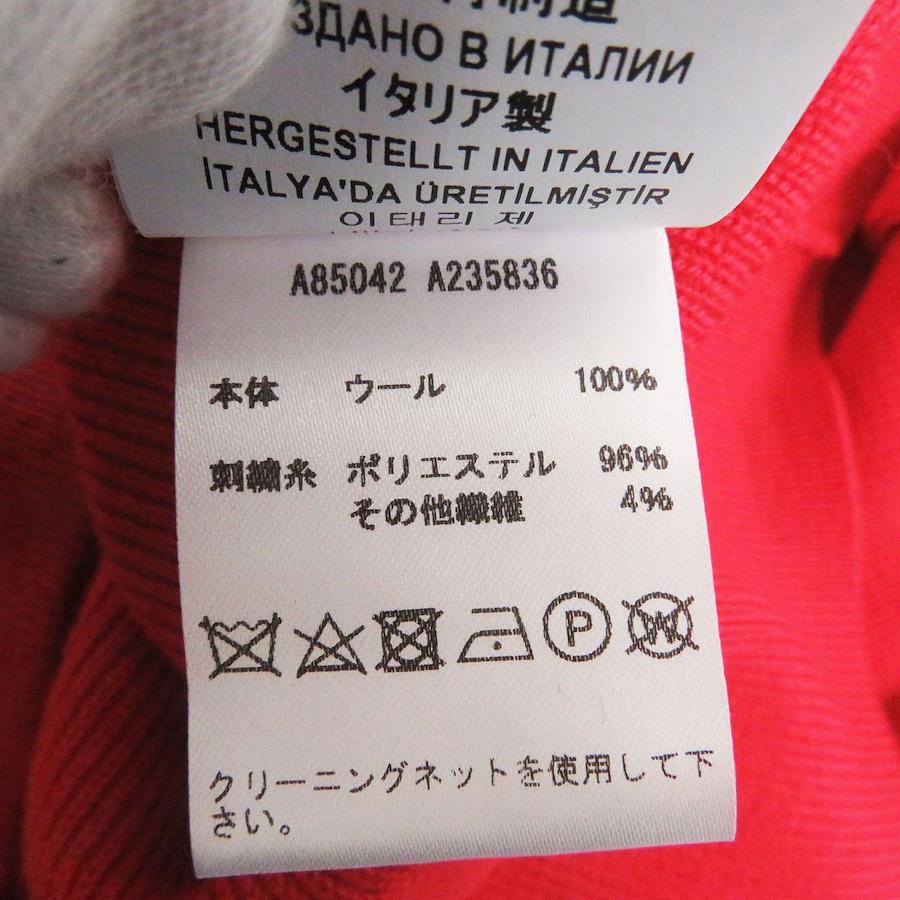 制造
ЗДАНО В ИТАЛИИ
イタリア製
HERGESTELLT IN ITALIEN
İTALYA'DA ÜRETİLMİŞTİR
이태리 제
A85042 A235836
本体 ウール 100%
刺繍糸 ポリエステル 96%
その他繊維 4%
P W
クリーニングネットを使用して下
さい。